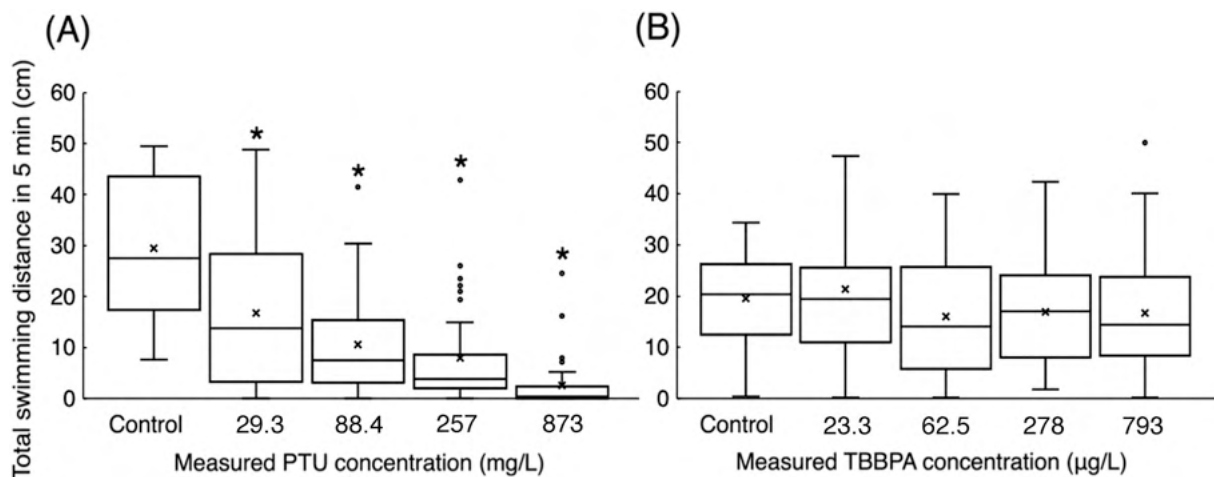 (A)
(B)
Total swimming distance in 5 min (cm)
60
50
40
30
20
10
0
* * * *
Control 29.3 88.4 257 873
Measured PTU concentration (mg/L)
60
50
40
30
20
10
0
Control 23.3 62.5 278 793
Measured TBBPA concentration (µg/L)